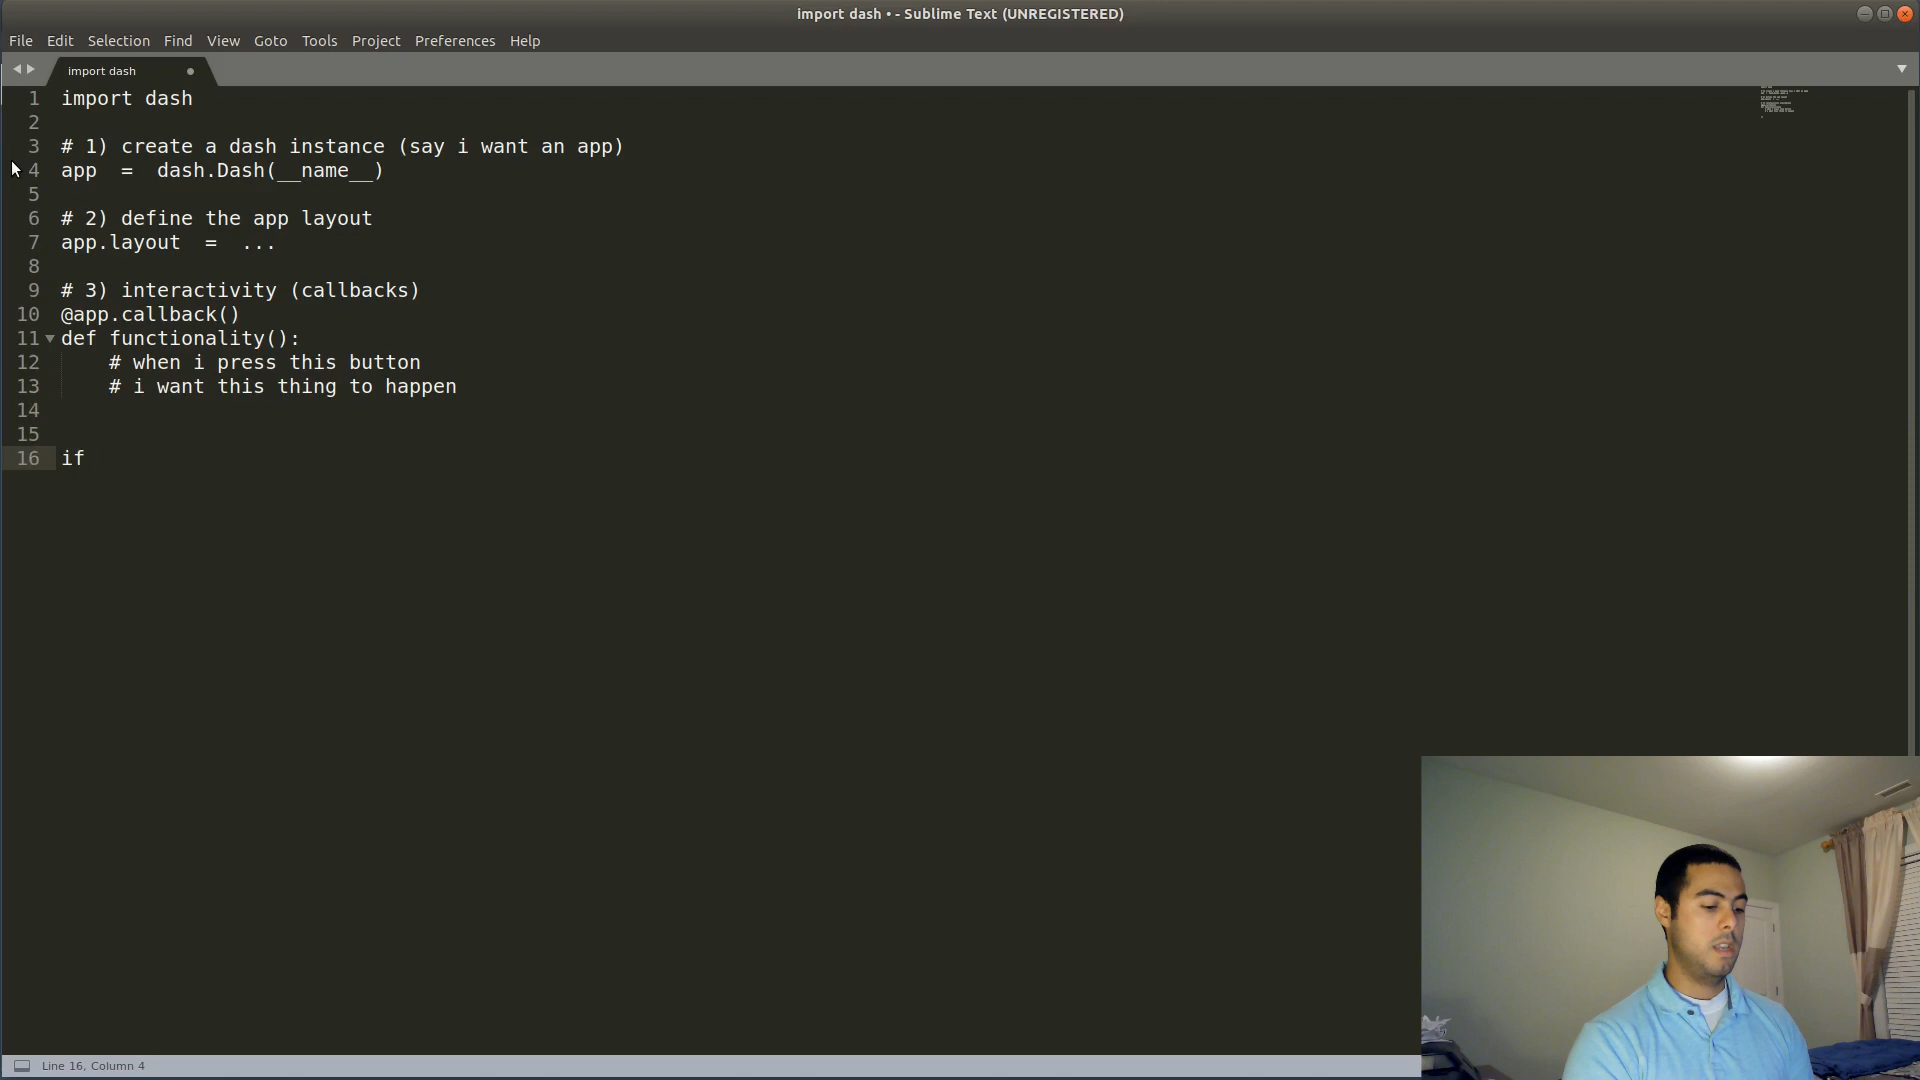 import dash • - Sublime Text (UNREGISTERED)
File Edit Selection Find View Goto Tools Project Preferences Help
import dash
1 import dash
2
3 # 1) create a dash instance (say i want an app)
4 app  =  dash.Dash(__name__)
5
6 # 2) define the app layout
7 app.layout  =  ...
8
9 # 3) interactivity (callbacks)
10 @app.callback()
11 def functionality():
12     # when i press this button
13     # i want this thing to happen
14
15
16 if
Line 16, Column 4